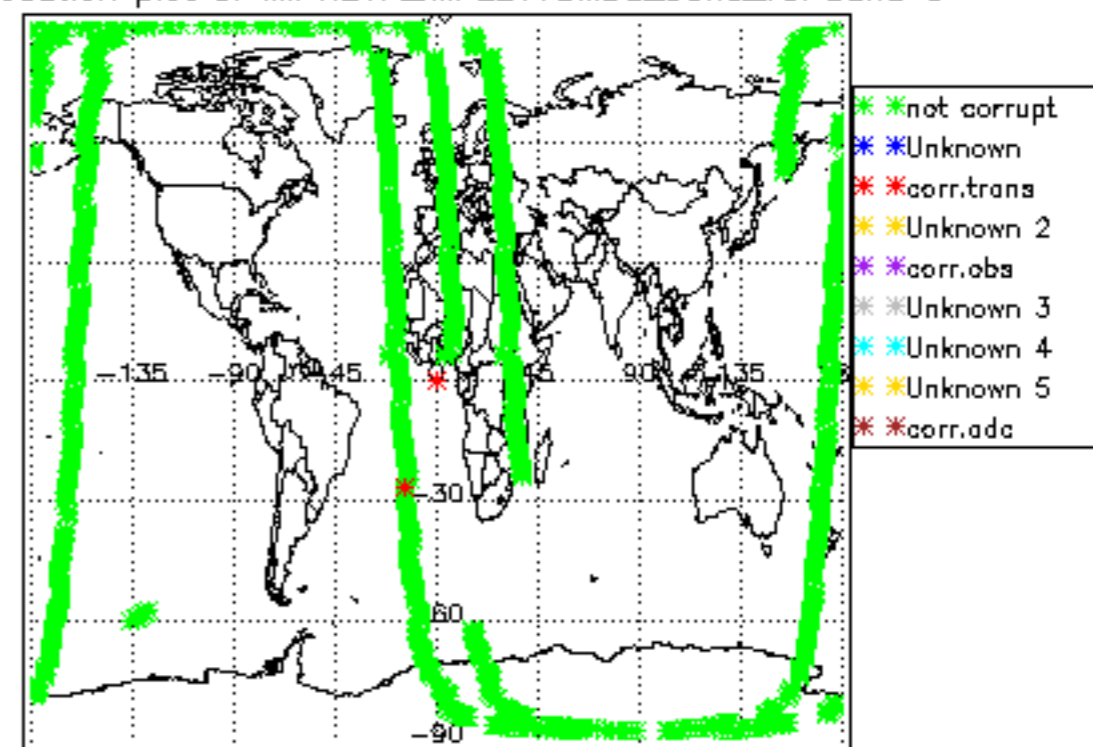 not corrupt
Unknown
corr.trans
Unknown 2
corr.obs
Unknown 3
Unknown 4
Unknown 5
corr.adc
-135 -90 45 45 90 135
-30
60
-90